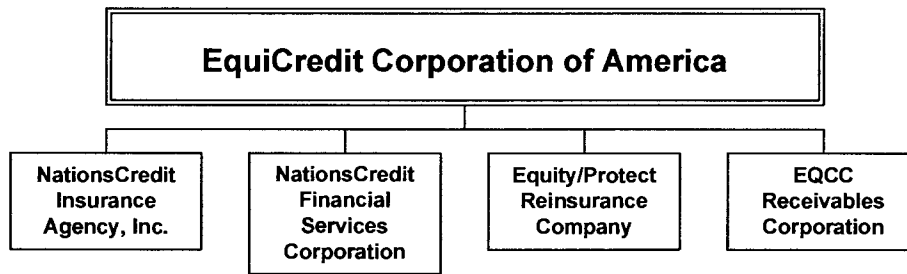 EquiCredit Corporation of America
NationsCredit
Insurance
Agency, Inc.
NationsCredit
Financial
Services
Corporation
Equity/Protect
Reinsurance
Company
EQCC
Receivables
Corporation